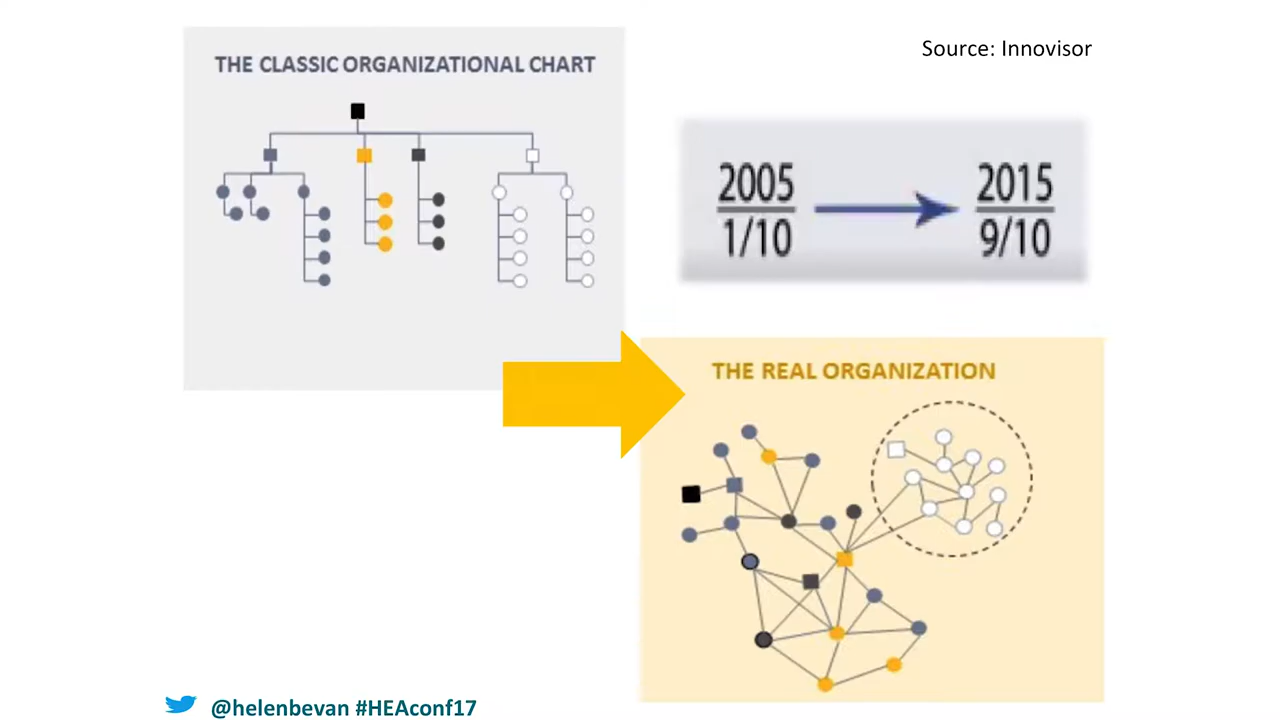 THE CLASSIC ORGANIZATIONAL CHART
Source: Innovisor
2005
1/10
2015
9/10
THE REAL ORGANIZATION
@helenbevan #HEAconf17